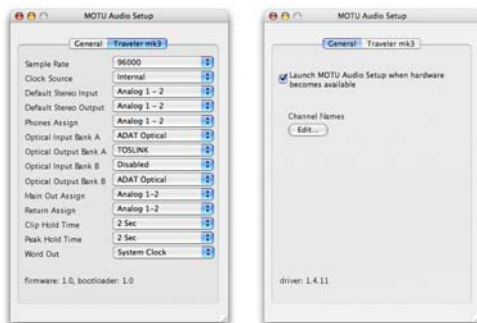 MOTU Audio Setup
General Traveler mk3
Sample Rate 96000
Clock Source Internal
Default Stereo Input Analog 1 – 2
Default Stereo Output Analog 1 – 2
Phones Assign Analog 1 – 2
Optical Input Bank A ADAT Optical
Optical Output Bank A TOSLINK
Optical Input Bank B Disabled
Optical Output Bank B ADAT Optical
Main Out Assign Analog 1–2
Return Assign Analog 1–2
Clip Hold Time 2 Sec
Peak Hold Time 2 Sec
Word Out System Clock
firmware: 1.0, bootloader: 1.0
MOTU Audio Setup
General Traveler mk3
Launch MOTU Audio Setup when hardware
becomes available
Channel Names
Edit...
driver: 1.4.11